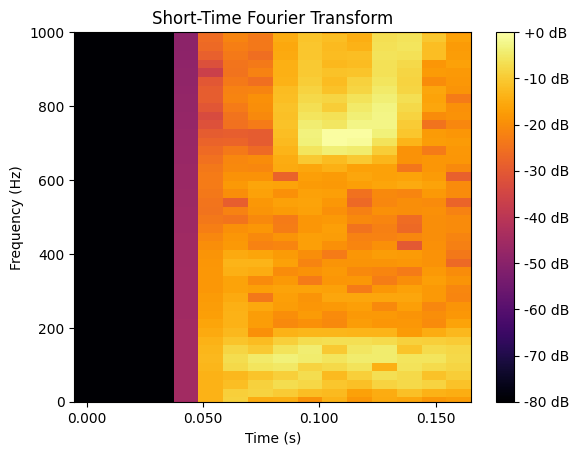 Short-Time Fourier Transform
1000
800
600
400
200
0
Frequency (Hz)
0.000
0.050
0.100
0.150
Time (s)
+0 dB
-10 dB
-20 dB
-30 dB
-40 dB
-50 dB
-60 dB
-70 dB
-80 dB